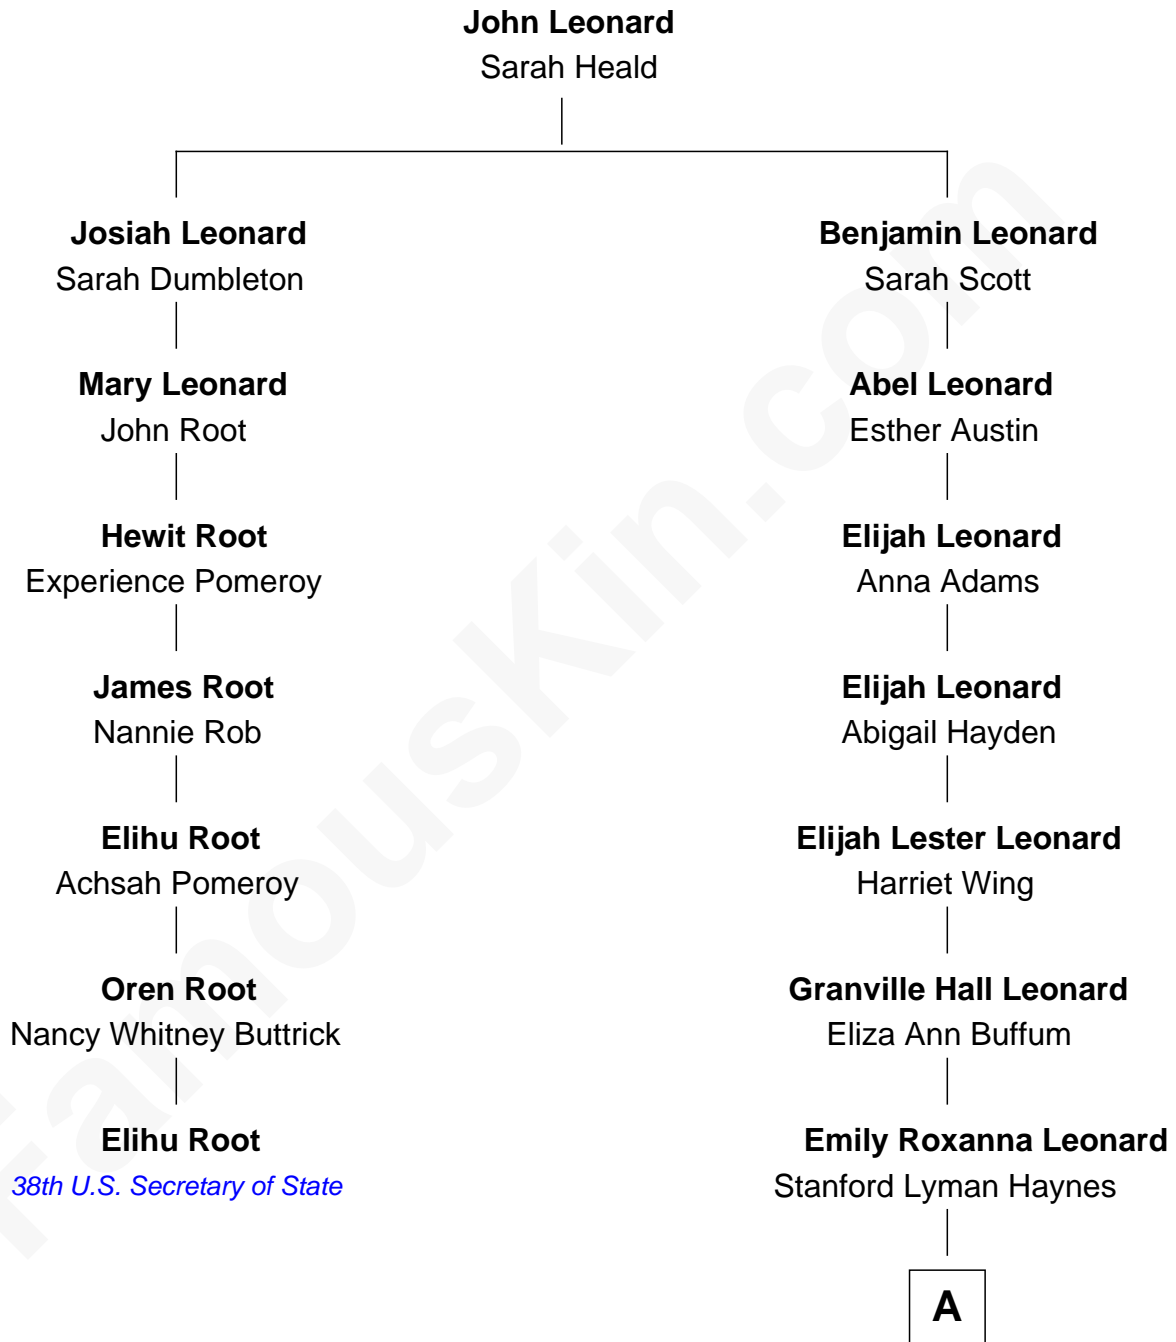 John Leonard
Sarah Heald
Josiah Leonard
Sarah Dumbleton
Mary Leonard
John Root
Hewit Root
Experience Pomeroy
James Root
Nannie Rob
Elihu Root
Achsah Pomeroy
Oren Root
Nancy Whitney Buttrick
Elihu Root
38th U.S. Secretary of State
Benjamin Leonard
Sarah Scott
Abel Leonard
Esther Austin
Elijah Leonard
Anna Adams
Elijah Leonard
Abigail Hayden
Elijah Lester Leonard
Harriet Wing
Granville Hall Leonard
Eliza Ann Buffum
Emily Roxanna Leonard
Stanford Lyman Haynes
A
FamousKin.com